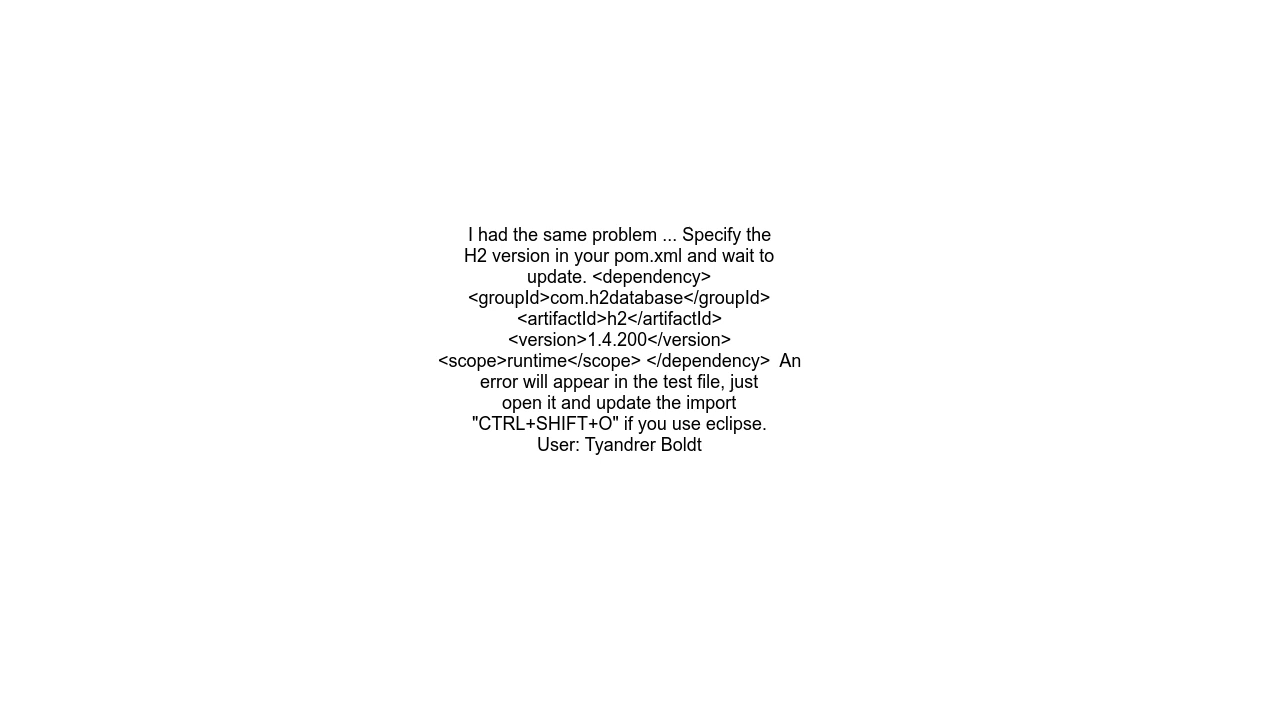 I had the same problem ... Specify the
H2 version in your pom.xml and wait to
update. <dependency>
<groupId>com.h2database</groupId>
<artifactId>h2</artifactId>
<version>1.4.200</version>
<scope>runtime</scope> </dependency>  An
error will appear in the test file, just
open it and update the import
"CTRL+SHIFT+O" if you use eclipse.
User: Tyandrer Boldt